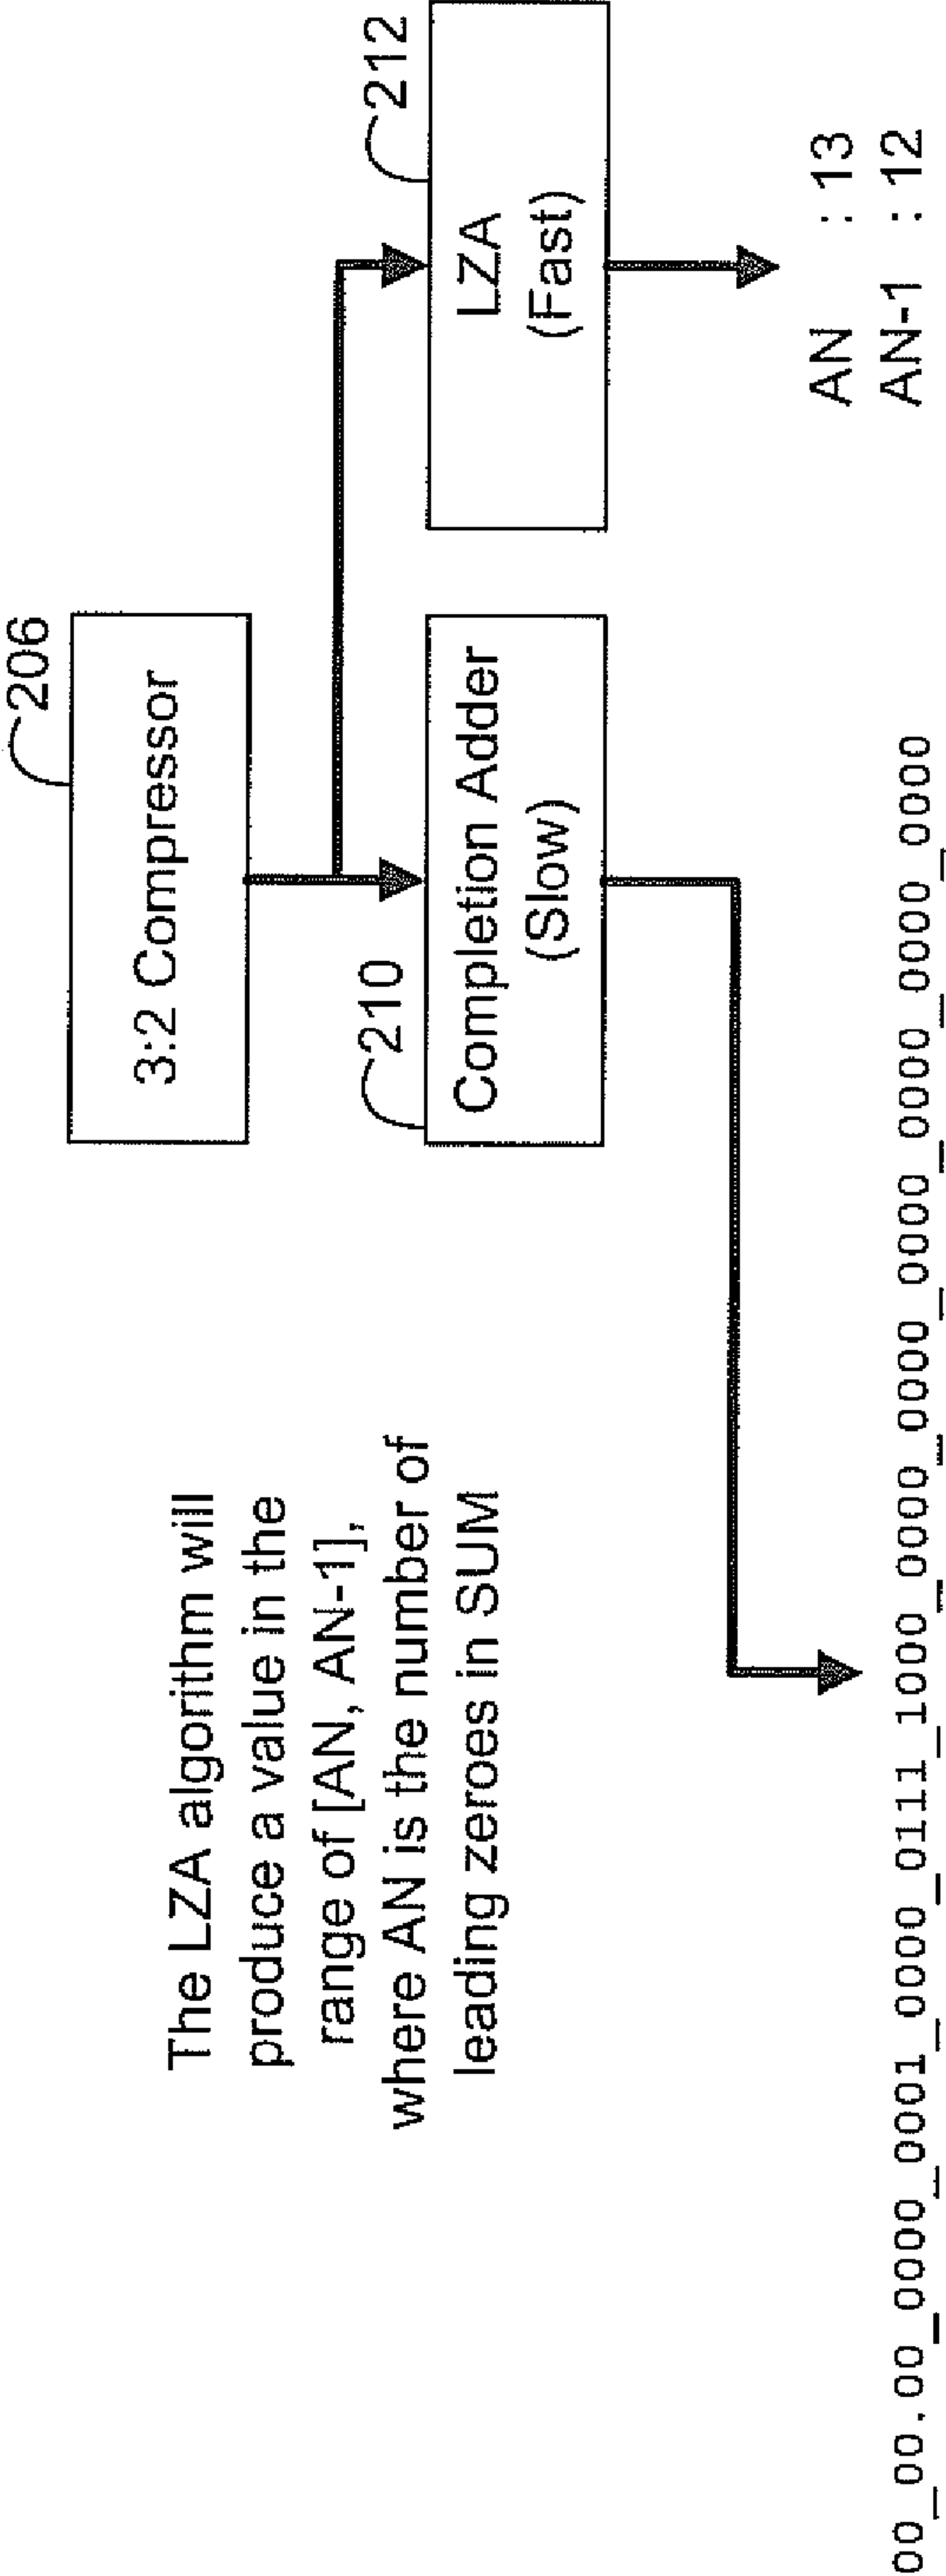 206
3:2 Compressor
210
212
Completion Adder
(Slow)
LZA
(Fast)
The LZA algorithm will
produce a value in the
range of [AN, AN-1],
where AN is the number of
leading zeroes in SUM
AN : 13
AN-1 : 12
00_00.00_0000_0001_0000_0111_1000_0000_0000_0000_0000_0000_0000